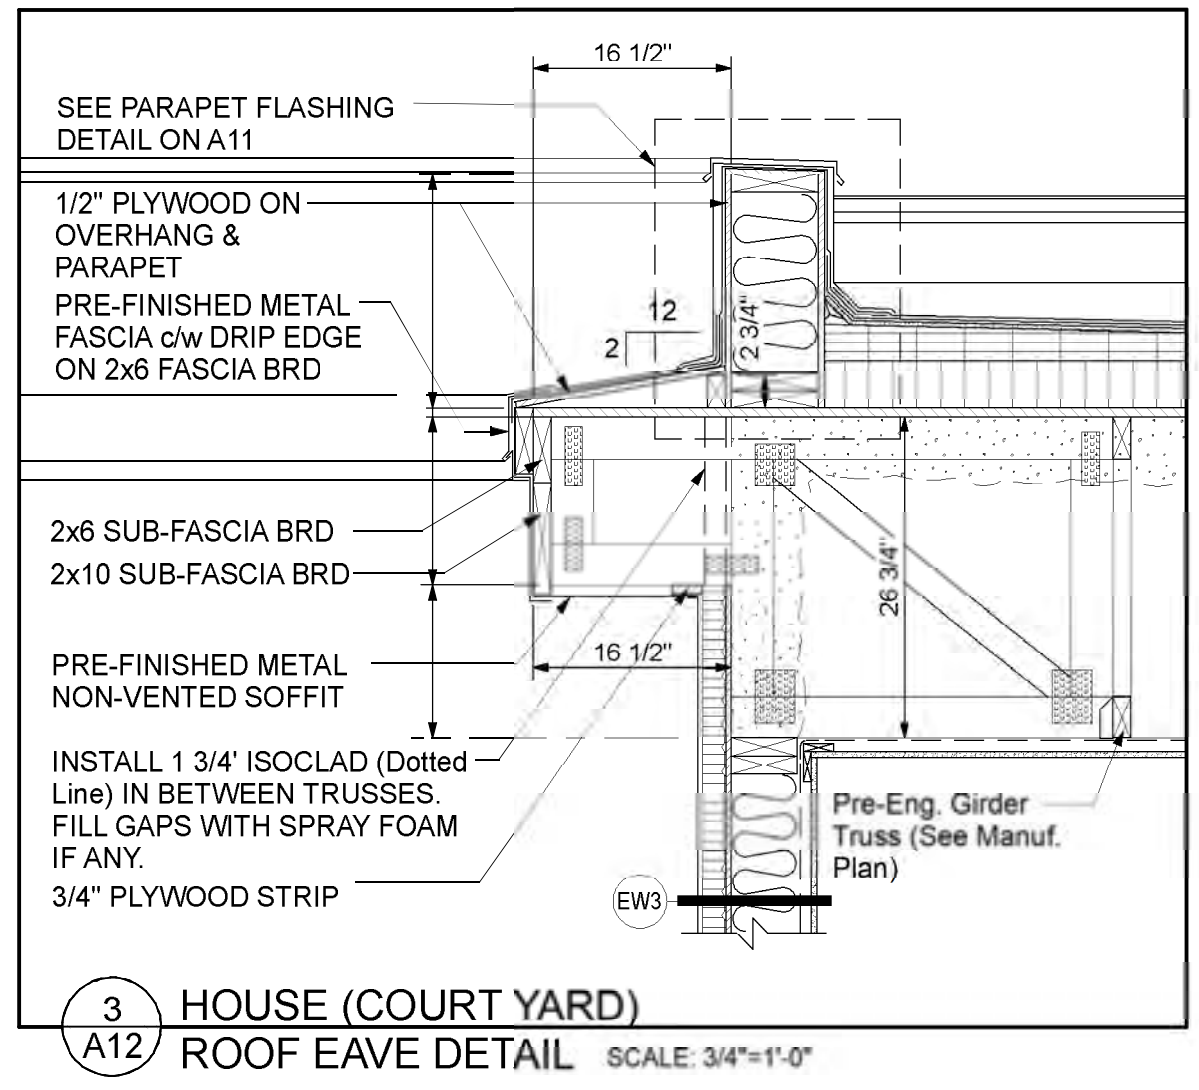 16 1/2"
SEE PARAPET FLASHING
DETAIL ON A11
1/2" PLYWOOD ON
OVERHANG &
PARAPET
PRE-FINISHED METAL
FASCIA c/w DRIP EDGE
ON 2x6 FASCIA BRD
12
2
2 3/4"
2x6 SUB-FASCIA BRD
2x10 SUB-FASCIA BRD
26 3/4"
16 1/2"
PRE-FINISHED METAL
NON-VENTED SOFFIT
INSTALL 1 3/4' ISOCLAD (Dotted
Line) IN BETWEEN TRUSSES.
FILL GAPS WITH SPRAY FOAM
IF ANY.
3/4" PLYWOOD STRIP
Pre-Eng. Girder
Truss (See Manuf.
Plan)
EW3
3
A12
HOUSE (COURT YARD)
ROOF EAVE DETAIL
SCALE: 3/4"=1'-0"